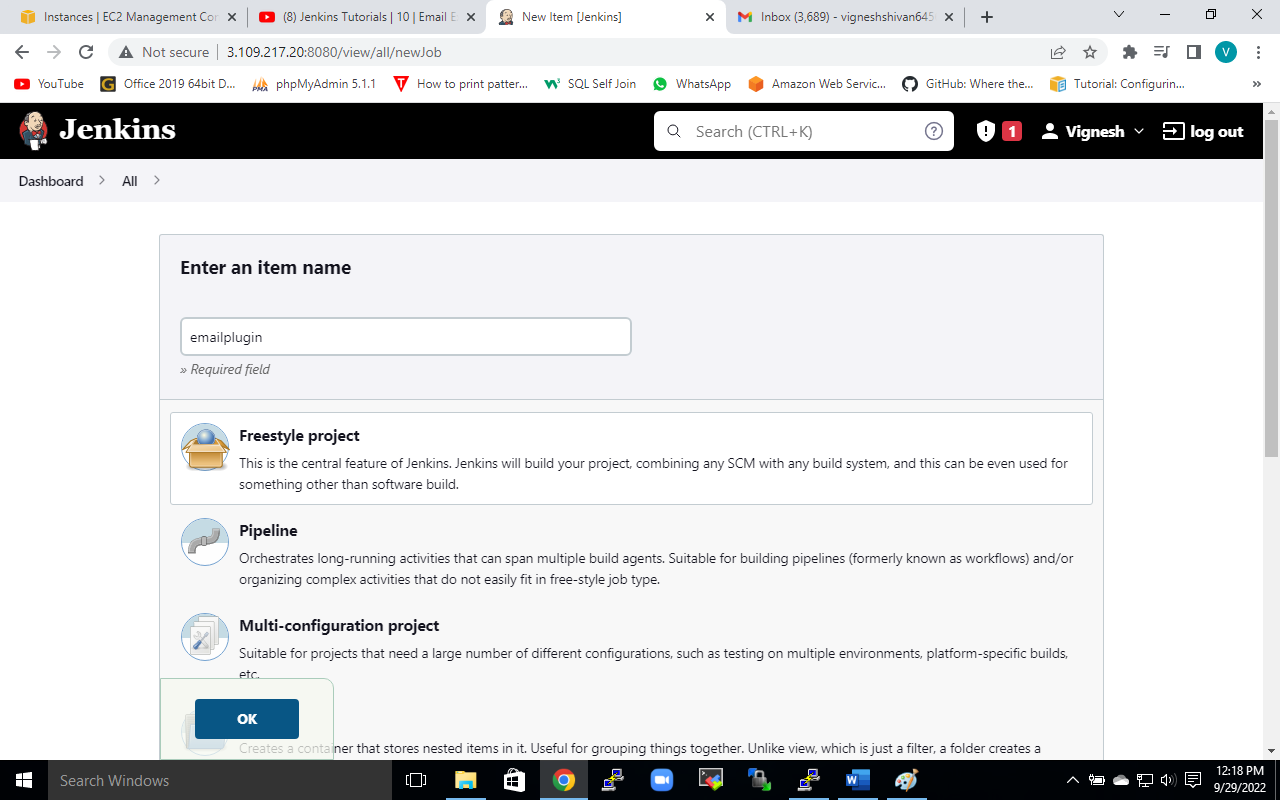 Instances | EC2 Management Con
(8) Jenkins Tutorials | 10 | Email E
New Item [Jenkins]
Inbox (3,689) - vigneshshivan645
Not secure
3.109.217.20:8080/view/all/newJob
V
YouTube
Office 2019 64bit D...
phpMyAdmin 5.1.1
How to print patter...
SQL Self Join
WhatsApp
Amazon Web Servic...
GitHub: Where the...
Tutorial: Configurin...
»
Jenkins
Search (CTRL+K)
1
Vignesh
log out
Dashboard
All
Enter an item name
emailplugin
» Required field
Freestyle project
This is the central feature of Jenkins. Jenkins will build your project, combining any SCM with any build system, and this can be even used for
something other than software build.
Pipeline
Orchestrates long-running activities that can span multiple build agents. Suitable for building pipelines (formerly known as workflows) and/or
organizing complex activities that do not easily fit in free-style job type.
Multi-configuration project
Suitable for projects that need a large number of different configurations, such as testing on multiple environments, platform-specific builds,
etc.
OK
Creates a container that stores nested items in it. Useful for grouping things together. Unlike view, which is just a filter, a folder creates a
Search Windows
12:18 PM
9/29/2022